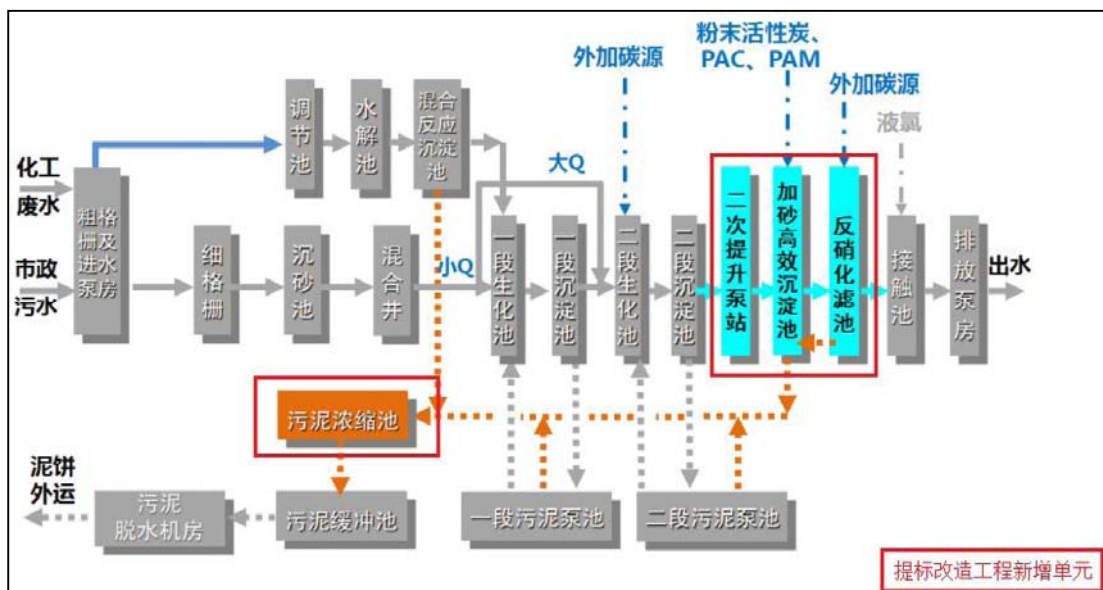 粉末活性炭、
PAC、PAM
外加碳源
外加碳源
液氯
化工
废水
市政
污水
粗格
栅及
进水
泵房
调节池
水解池
混合
反应
沉淀
池
细格栅
沉砂池
混合井
大Q
小Q
一段生化池
一段沉淀池
二段生化池
二段沉淀池
二次提升泵站
加砂高效沉淀池
反硝化滤池
接触池
排放泵房
出水
污泥浓缩池
泥饼
外运
污泥
脱水机房
污泥缓冲池
一段污泥泵池
二段污泥泵池
提标改造工程新增单元